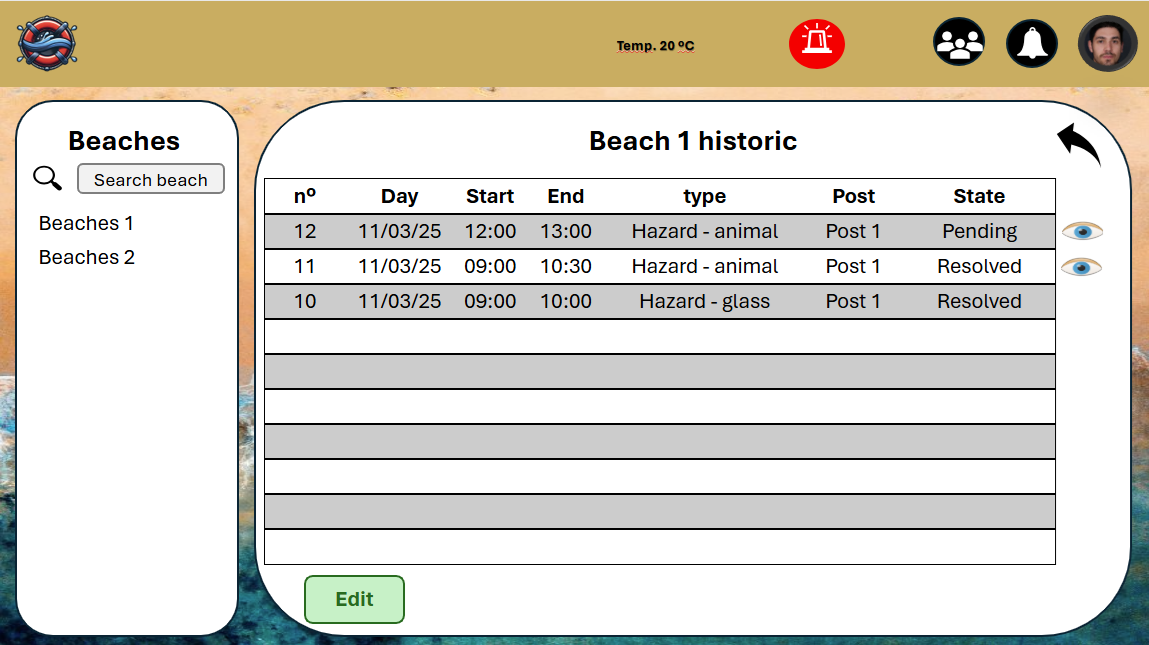 Temp. 20 ºC
Beaches
Search beach
Beaches 1
Beaches 2
Beach 1 historic
nº Day Start End type Post State
12 11/03/25 12:00 13:00 Hazard - animal Post 1 Pending
11 11/03/25 09:00 10:30 Hazard - animal Post 1 Resolved
10 11/03/25 09:00 10:00 Hazard - glass Post 1 Resolved
Edit